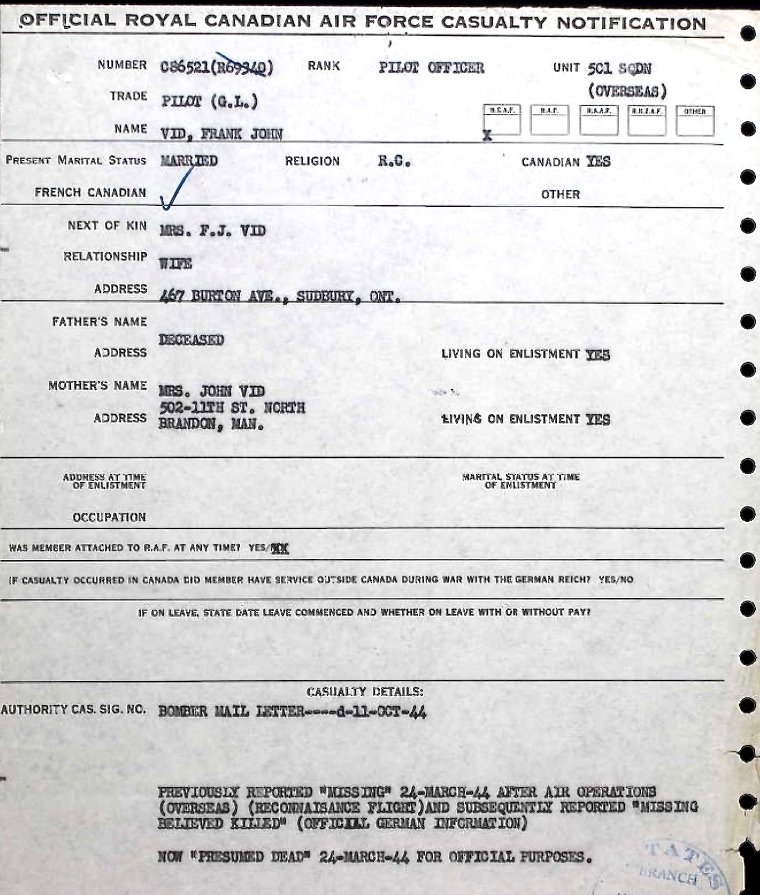 OFFICIAL ROYAL CANADIAN AIR FORCE CASUALTY NOTIFICATION
NUMBER C86521(R69340) RANK PILOT OFFICER UNIT 501 SQDN
(OVERSEAS)
TRADE PILOT (G.L.)
R.C.A.F. R.A.F. R.A.A.F. R.N.Z.A.F. OTHER
NAME VID, FRANK JOHN X
PRESENT MARITAL STATUS MARRIED RELIGION R.C. CANADIAN YES
FRENCH CANADIAN OTHER
NEXT OF KIN MRS. F.J. VID
RELATIONSHIP WIFE
ADDRESS 467 BURTON AVE., SUDBURY, ONT.
FATHER'S NAME
DECEASED
ADDRESS LIVING ON ENLISTMENT YES
MOTHER'S NAME MRS. JOHN VID
502-11TH ST. NORTH
ADDRESS BRANDON, MAN. LIVING ON ENLISTMENT YES
ADDRESS AT TIME OF ENLISTMENT MARITAL STATUS AT TIME OF ENLISTMENT
OCCUPATION
WAS MEMBER ATTACHED TO R.A.F. AT ANY TIME? YES/
IF CASUALTY OCCURRED IN CANADA DID MEMBER HAVE SERVICE OUTSIDE CANADA DURING WAR WITH THE GERMAN REICH? YES/NO
IF ON LEAVE, STATE DATE LEAVE COMMENCED AND WHETHER ON LEAVE WITH OR WITHOUT PAY?
CASUALTY DETAILS:
AUTHORITY CAS. SIG. NO. BOMBER MAIL LETTER----d-11-OCT-44
PREVIOUSLY REPORTED "MISSING" 24-MARCH-44 AFTER AIR OPERATIONS
(OVERSEAS) (RECONNAISANCE FLIGHT)AND SUBSEQUENTLY REPORTED "MISSING
BELIEVED KILLED" (OFFICIAL GERMAN INFORMATION)
NOW "PRESUMED DEAD" 24-MARCH-44 FOR OFFICIAL PURPOSES.
TATES
BRANCH